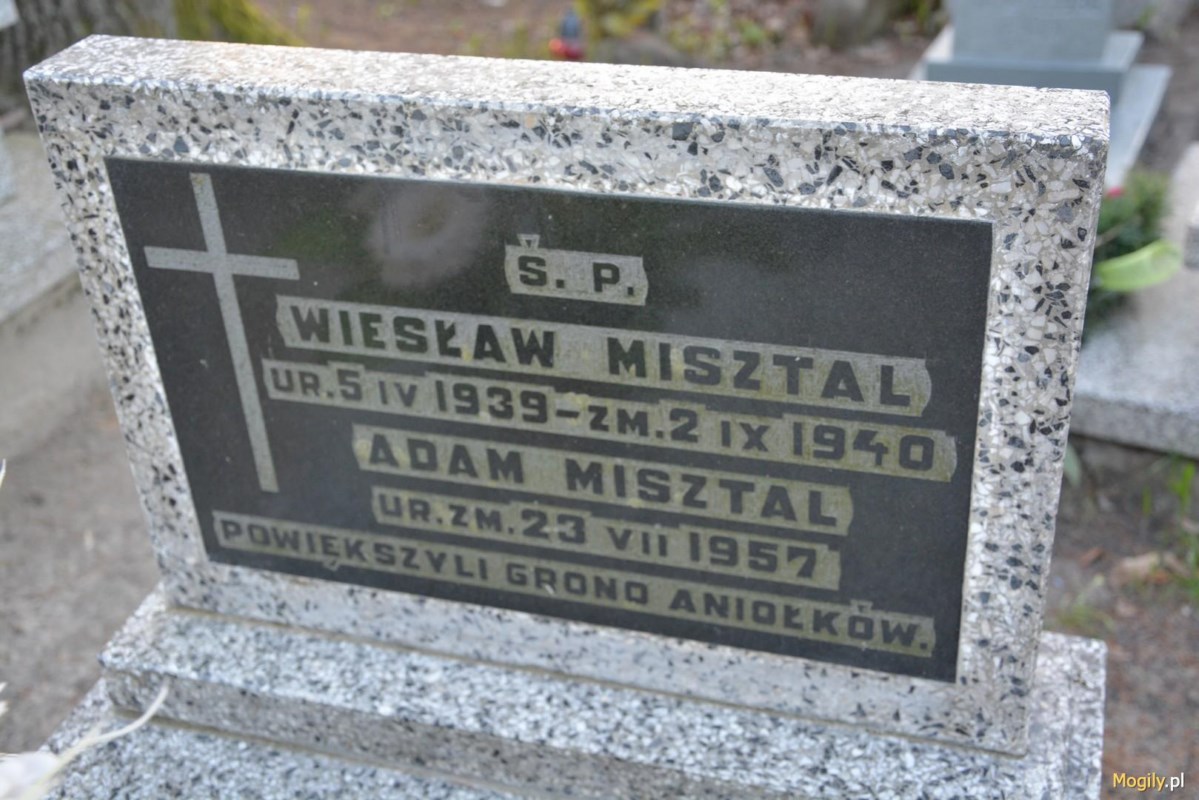 Ś. P.
WIESŁAW MISZTAL
UR. 5 IV 1939 - ZM. 2 IX 1940
ADAM MISZTAL
UR. ZM. 23 VII 1957
POWIĘKSZYLI GRONO ANIOŁKÓW.
Mogily.pl